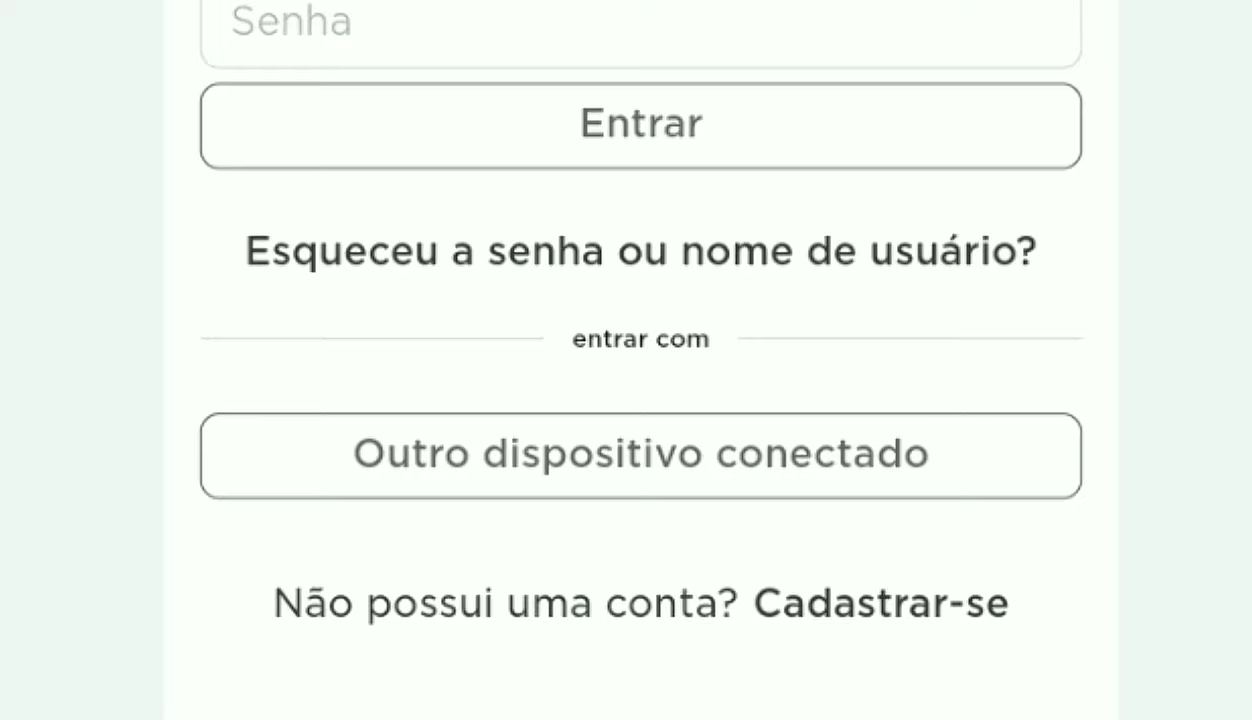 Senha
Entrar
Esqueceu a senha ou nome de usuário?
entrar com
Outro dispositivo conectado
Não possui uma conta? Cadastrar-se